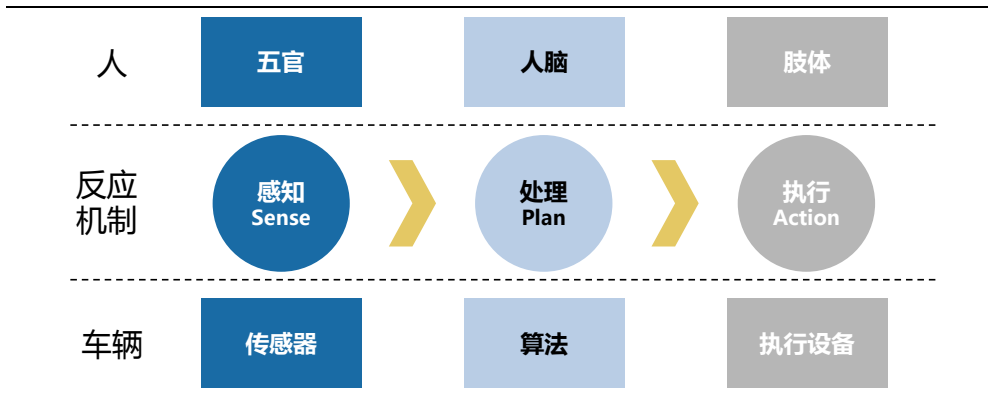 人
五官
人脑
肢体
反应
机制
感知
Sense
处理
Plan
执行
Action
车辆
传感器
算法
执行设备